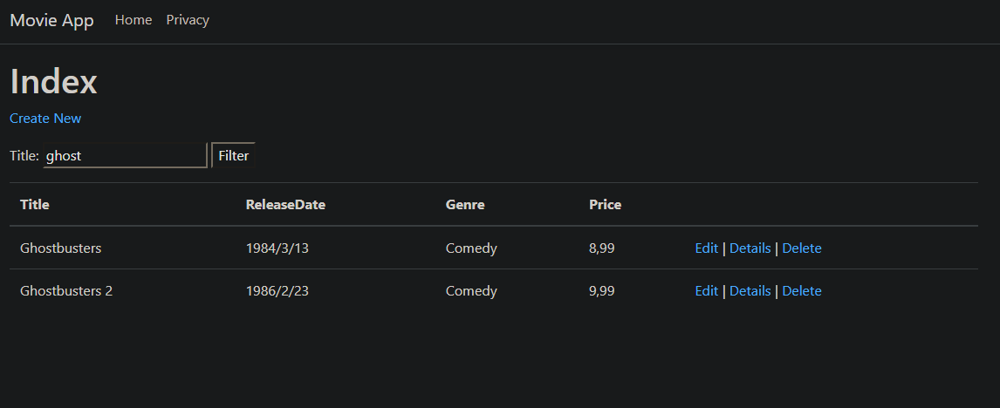 Movie App Home Privacy
Index
Create New
Title: ghost Filter
Title ReleaseDate Genre Price
Ghostbusters 1984/3/13 Comedy 8,99 Edit | Details | Delete
Ghostbusters 2 1986/2/23 Comedy 9,99 Edit | Details | Delete